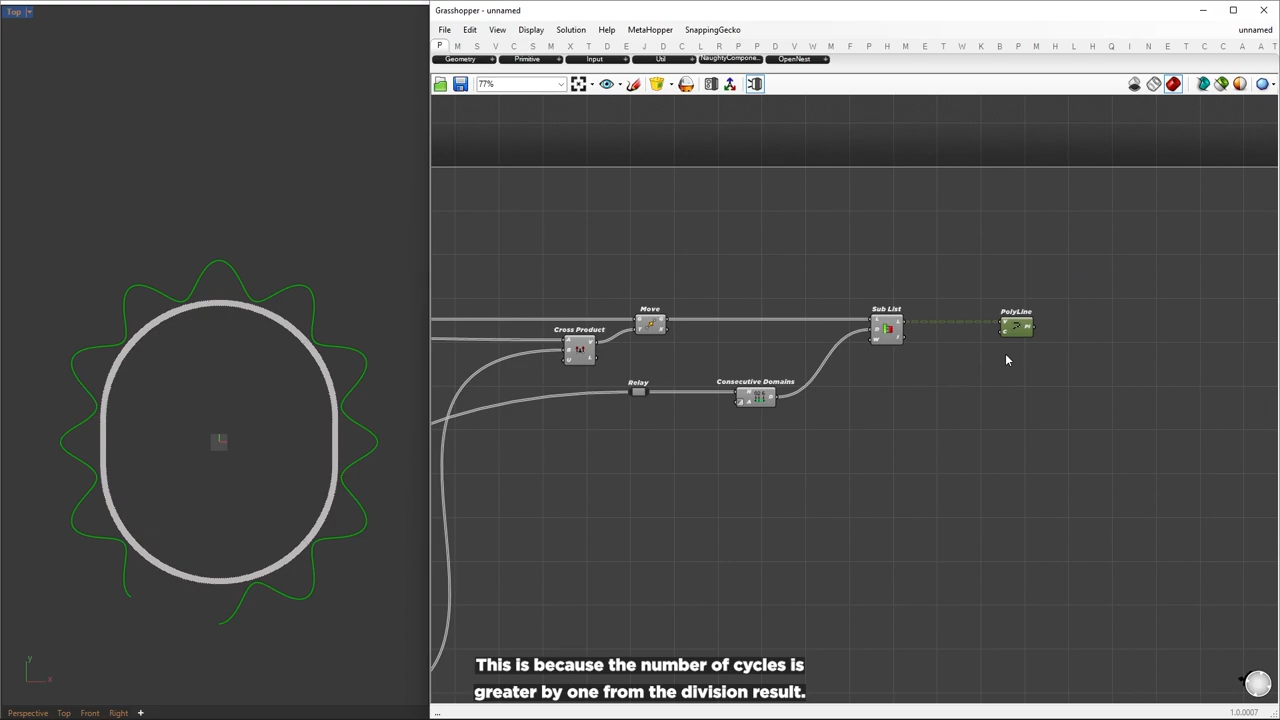 Top
Grasshopper - unnamed
File Edit View Display Solution Help MetaHopper SnappingGecko unnamed
P M S V C S T D M X T D E J L P A N D M V F P H M L C W B P M H L C H F B G M T A T
Geometry Primitive Input Util NaughtyCompone... OpenNest
77%
Move Sub List PolyLine
Cross Product
Relay Consecutive Domains
y
x
This is because the number of cycles is
greater by one from the division result.
Perspective Top Front Right
... 1.0.0007